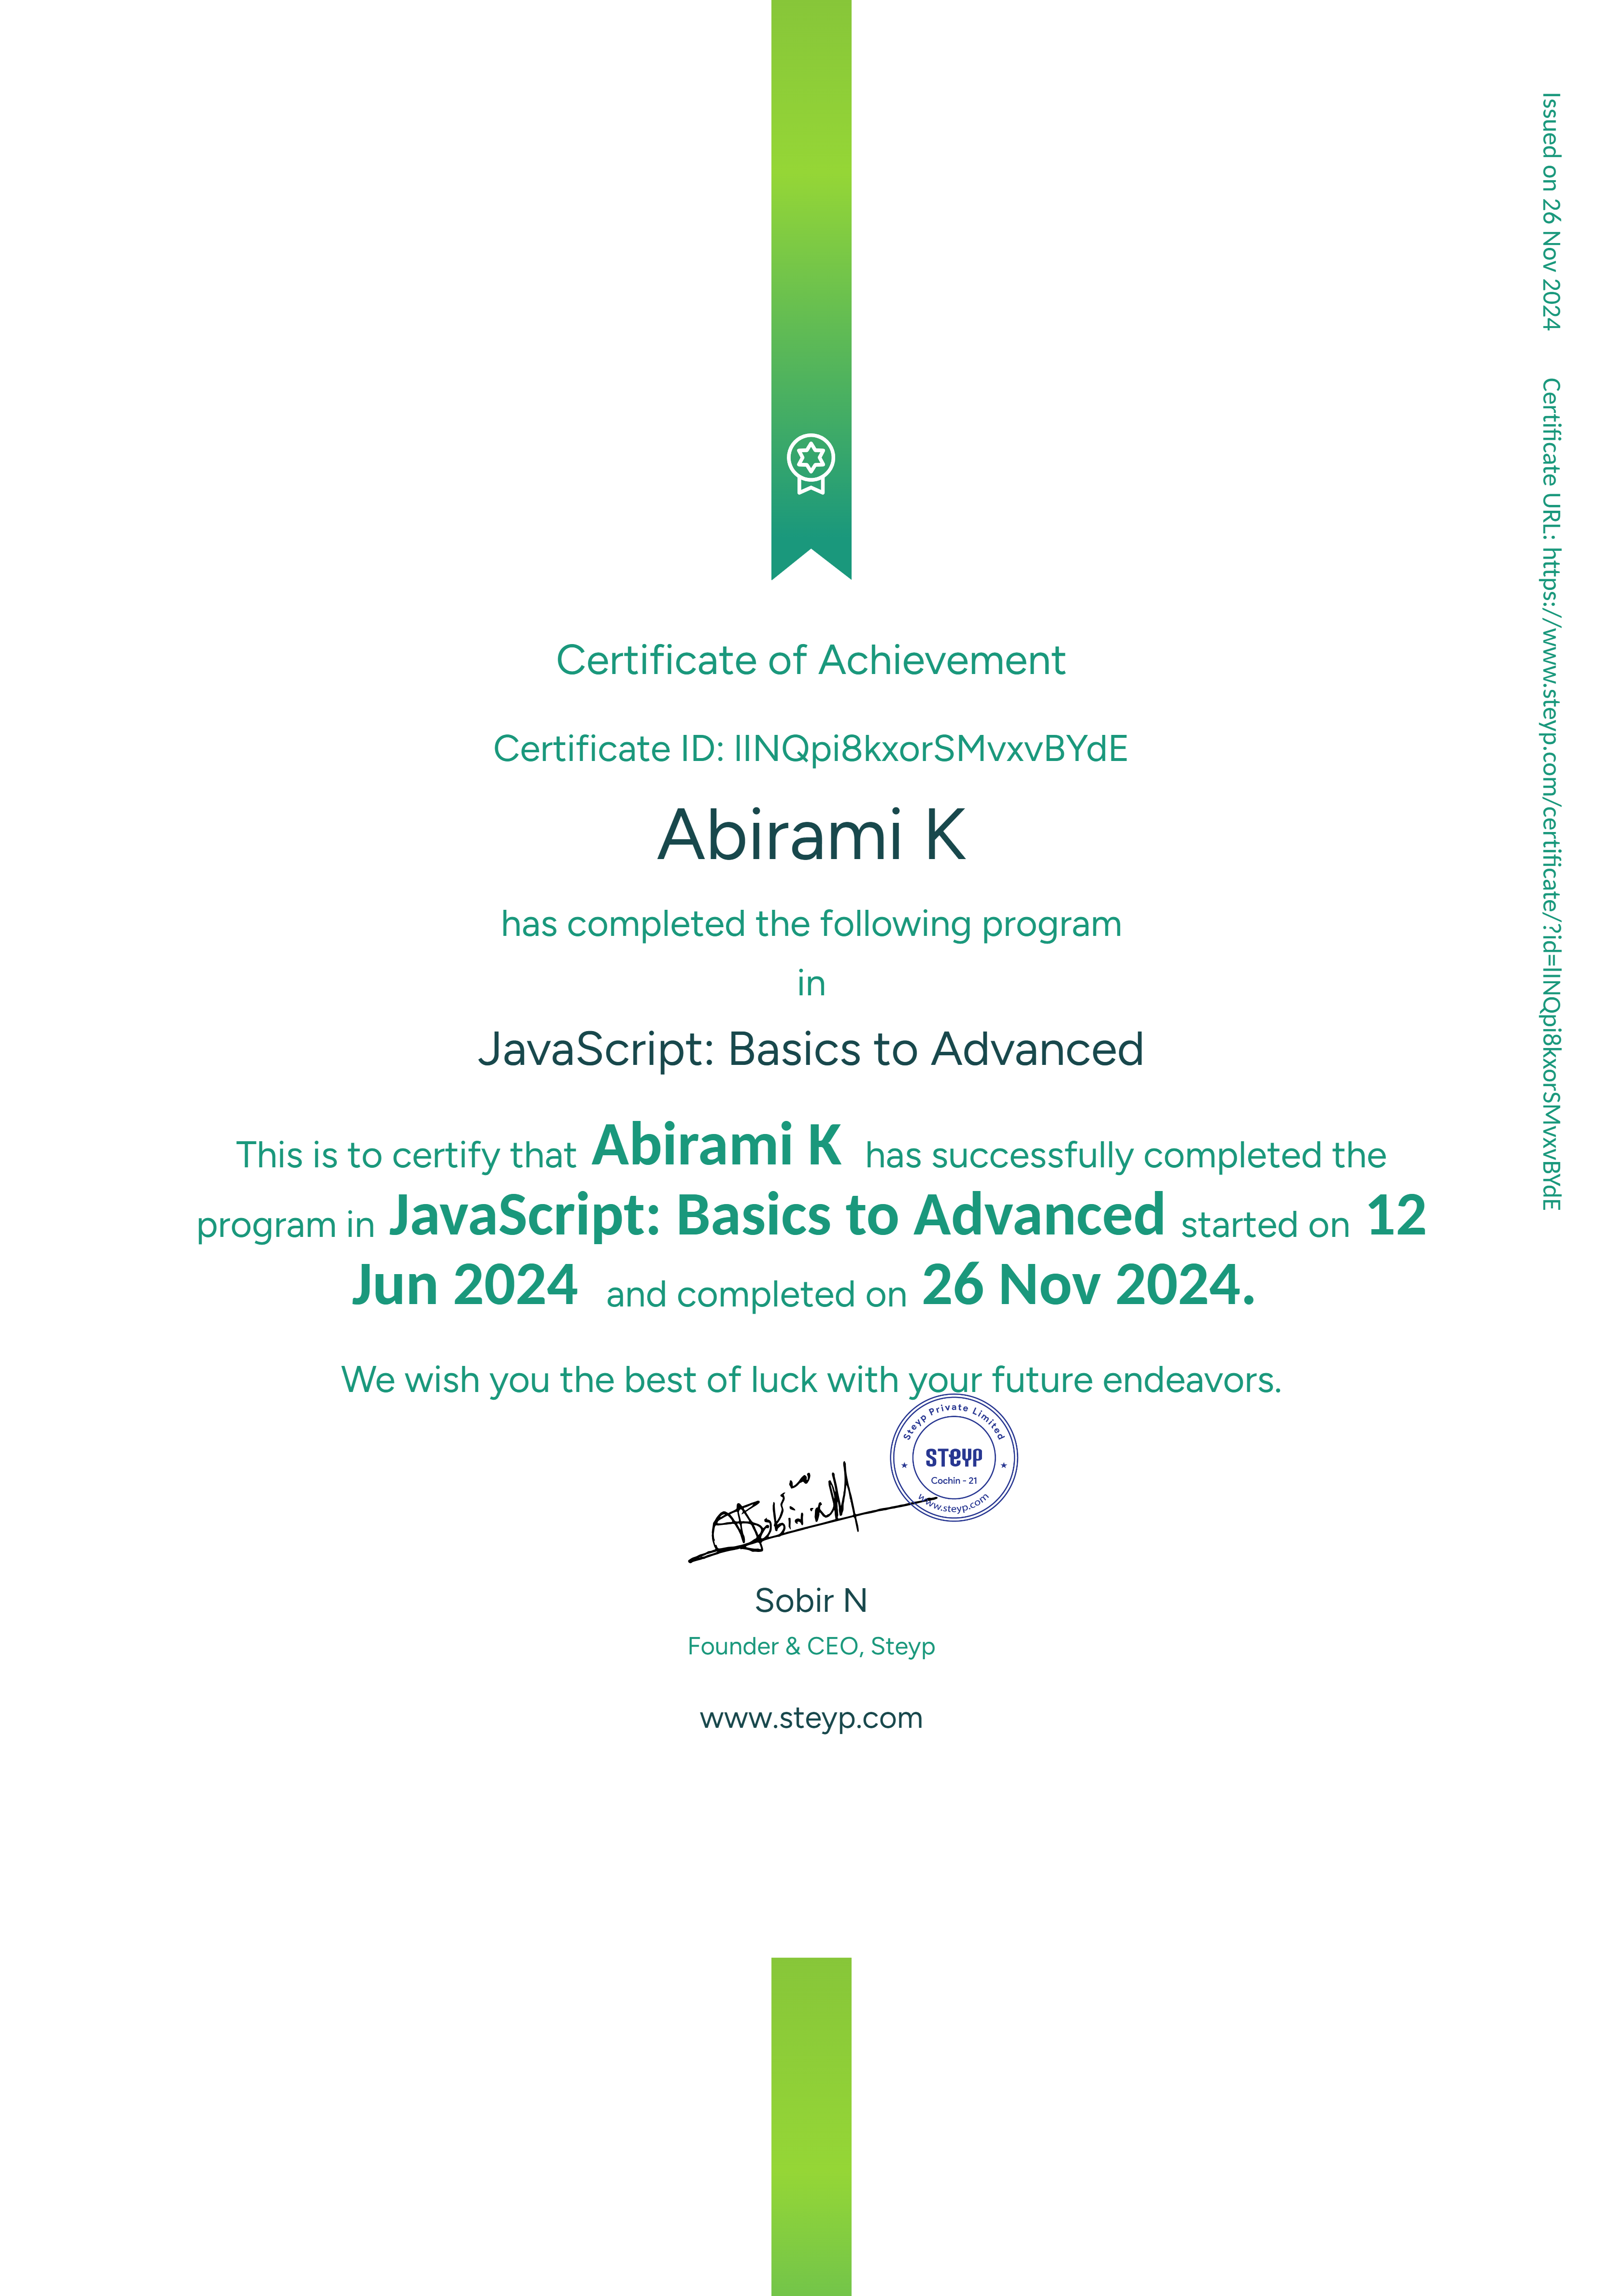 Certificate of Achievement
Certificate ID: lINQpi8kxorSMvxvBYdE
Abirami K
has completed the following program
in
JavaScript: Basics to Advanced
This is to certify that Abirami K has successfully completed the
program in JavaScript: Basics to Advanced started on 12
Jun 2024 and completed on 26 Nov 2024.
We wish you the best of luck with your future endeavors.
Steyp Private Limited
STEYP
Cochin - 21
www.steyp.com
Sobir N
Founder & CEO, Steyp
www.steyp.com
Issued on 26 Nov 2024 Certificate URL: https://www.steyp.com/certificate/?id=lINQpi8kxorSMvxvBYdE